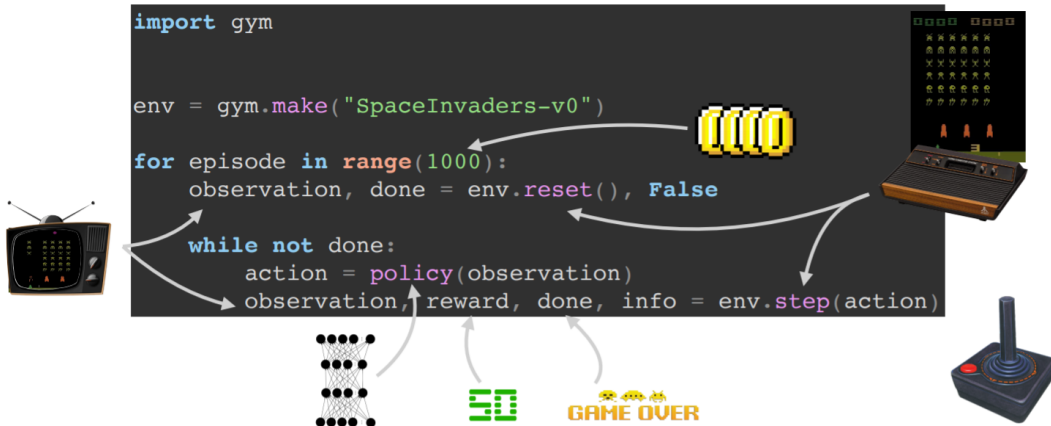 import gym
env = gym.make("SpaceInvaders-v0")
for episode in range(1000):
observation, done = env.reset(), False
while not done:
action = policy(observation)
observation, reward, done, info = env.step(action)
50
GAME OVER
3